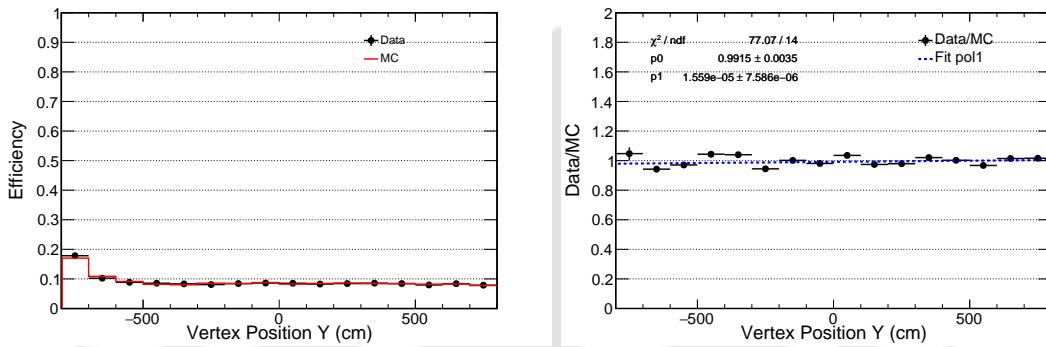 1
0.9
0.8
0.7
0.6
0.5
0.4
0.3
0.2
0.1
0
Efficiency
Data
MC
−500 0 500
Vertex Position Y (cm)
2
1.8
1.6
1.4
1.2
1
0.8
0.6
0.4
0.2
0
Data/MC
χ² / ndf 77.07 / 14
p0 0.9915 ± 0.0035
p1 1.559e−05 ± 7.586e−06
Data/MC
Fit pol1
−500 0 500
Vertex Position Y (cm)